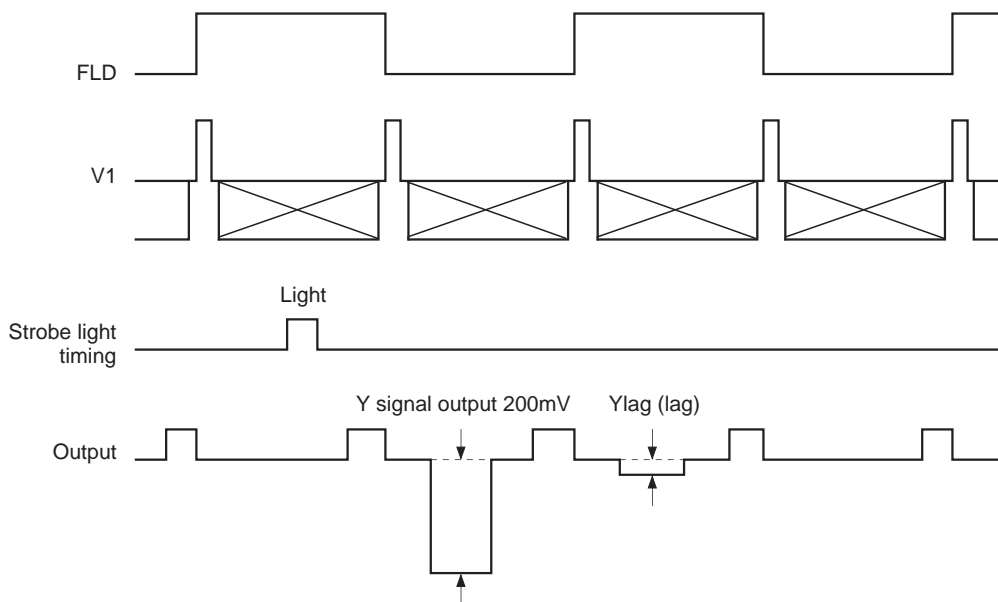 FLD
V1
Light
Strobe light
timing
Y signal output 200mV
Ylag (lag)
Output